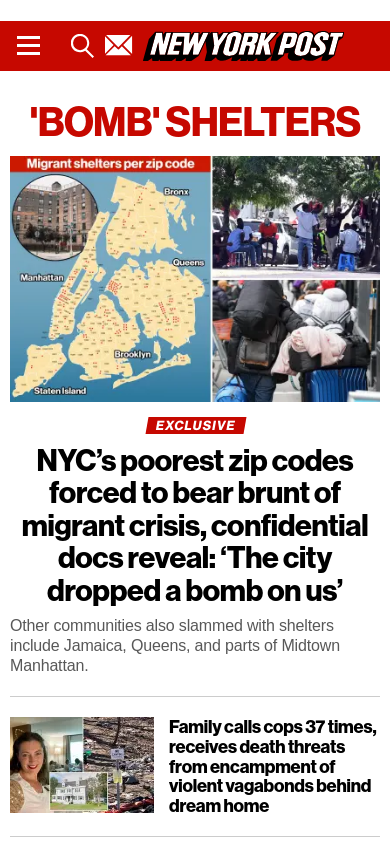 NEW YORK POST
'BOMB' SHELTERS
Migrant shelters per zip code
Bronx
Queens
Manhattan
Brooklyn
Staten Island
EXCLUSIVE
NYC’s poorest zip codes
forced to bear brunt of
migrant crisis, confidential
docs reveal: ‘The city
dropped a bomb on us’
Other communities also slammed with shelters
include Jamaica, Queens, and parts of Midtown
Manhattan.
Family calls cops 37 times,
receives death threats
from encampment of
violent vagabonds behind
dream home